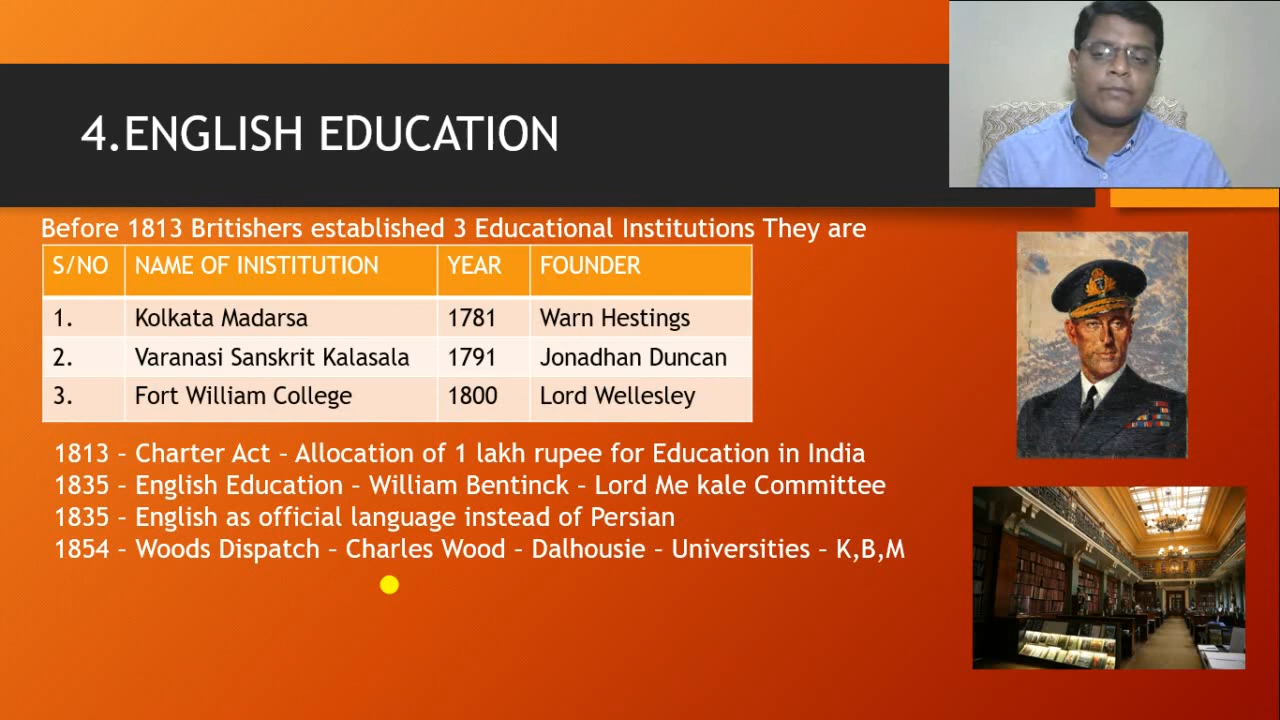 4.ENGLISH EDUCATION
Before 1813 Britishers established 3 Educational Institutions They are
S/NO NAME OF INISTITUTION YEAR FOUNDER
1. Kolkata Madarsa 1781 Warn Hestings
2. Varanasi Sanskrit Kalasala 1791 Jonadhan Duncan
3. Fort William College 1800 Lord Wellesley
1813 – Charter Act – Allocation of 1 lakh rupee for Education in India
1835 – English Education – William Bentinck – Lord Me kale Committee
1835 – English as official language instead of Persian
1854 – Woods Dispatch – Charles Wood – Dalhousie – Universities – K,B,M